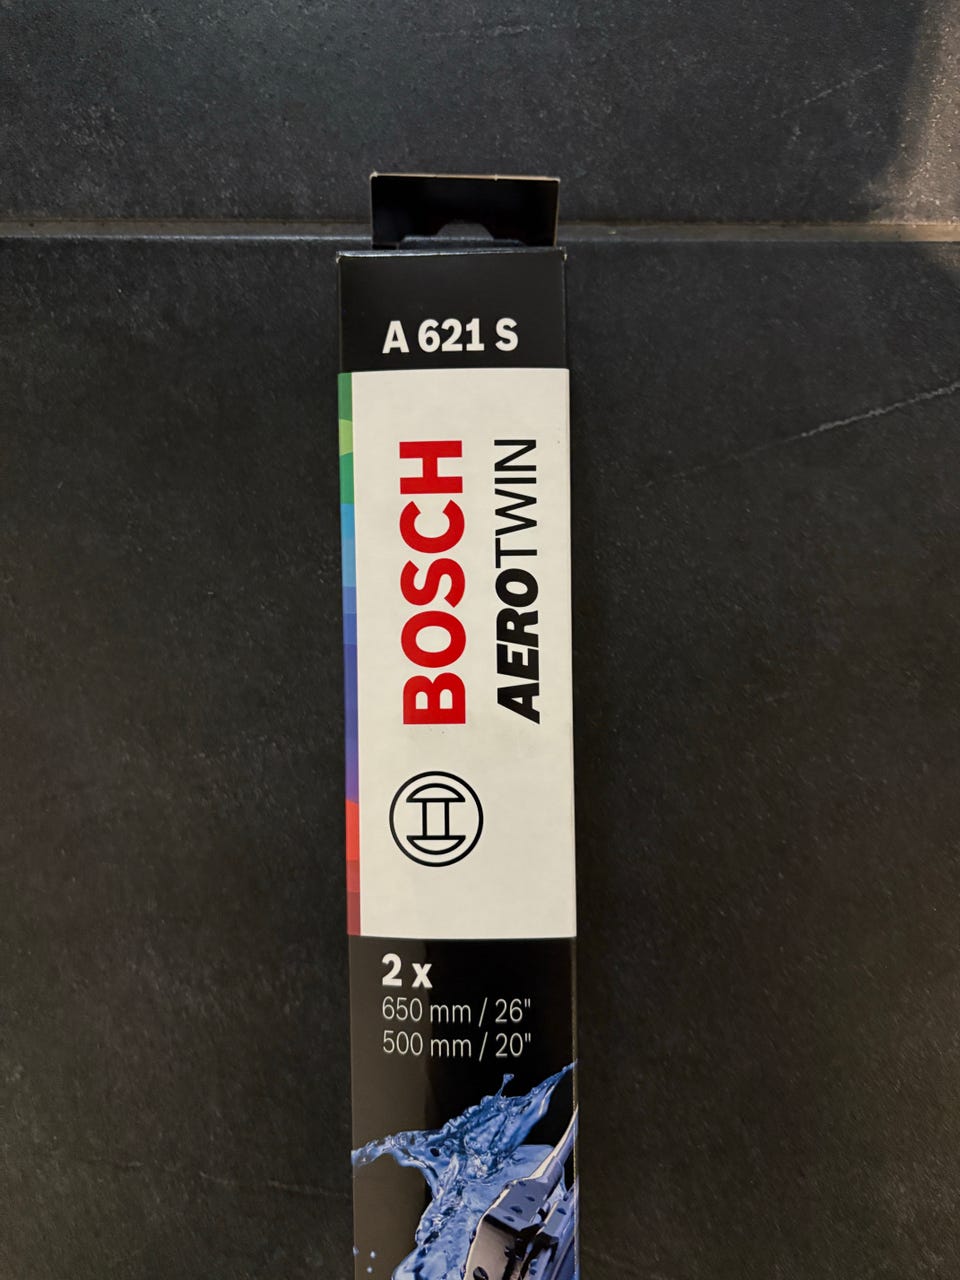 A 621 S
BOSCH
AEROTWIN
2 x
650 mm / 26"
500 mm / 20"